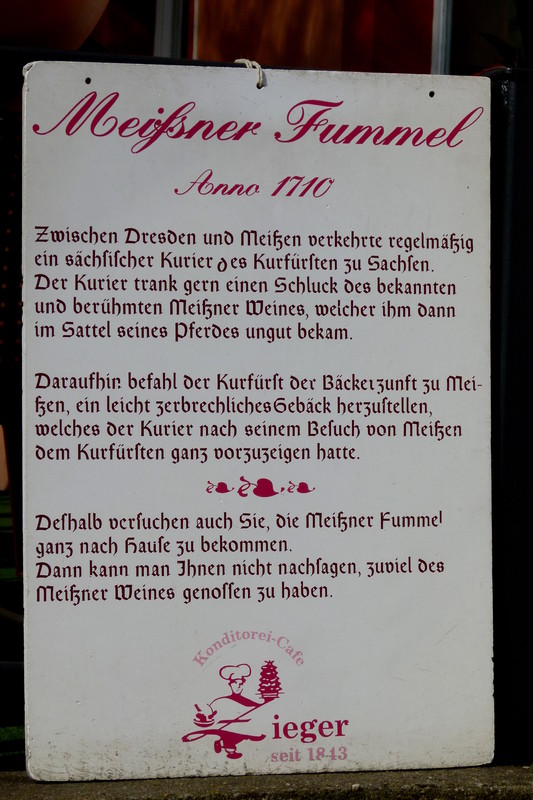 Meißner Fummel
Anno 1710
Zwischen Dresden und Meißen verkehrte regelmäßig
ein sächsischer Kurier des Kurfürsten zu Sachsen.
Der Kurier trank gern einen Schluck des bekannten
und berühmten Meißner Weines, welcher ihm dann
im Sattel seines Pferdes ungut bekam.
Daraufhin befahl der Kurfürst der Bäckerzunft zu Mei-
ßen, ein leicht zerbrechliches Gebäck herzustellen,
welches der Kurier nach seinem Besuch von Meißen
dem Kurfürsten ganz vorzuzeigen hatte.
Deshalb versuchen auch Sie, die Meißner Fummel
ganz nach Hause zu bekommen.
Dann kann man Ihnen nicht nachsagen, zuviel des
Meißner Weines genossen zu haben.
Konditorei-Cafe
Zieger
seit 1843